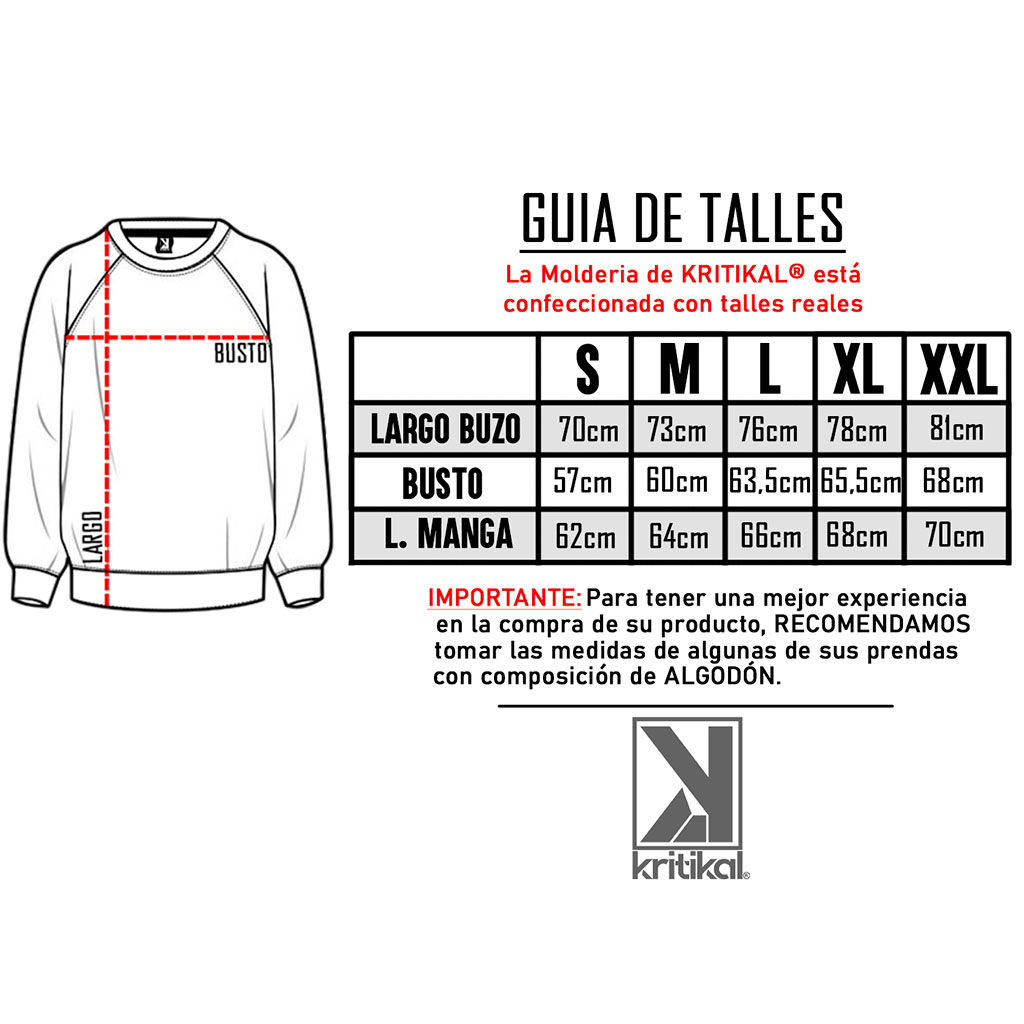 GUIA DE TALLES
La Molderia de KRITIKAL® está
confeccionada con talles reales
BUSTO
LARGO
S M L XL XXL
LARGO BUZO 70cm 73cm 76cm 78cm 81cm
BUSTO 57cm 60cm 63,5cm 65,5cm 68cm
L. MANGA 62cm 64cm 66cm 68cm 70cm
IMPORTANTE: Para tener una mejor experiencia
en la compra de su producto, RECOMENDAMOS
tomar las medidas de algunas de sus prendas
con composición de ALGODÓN.
kritikal®